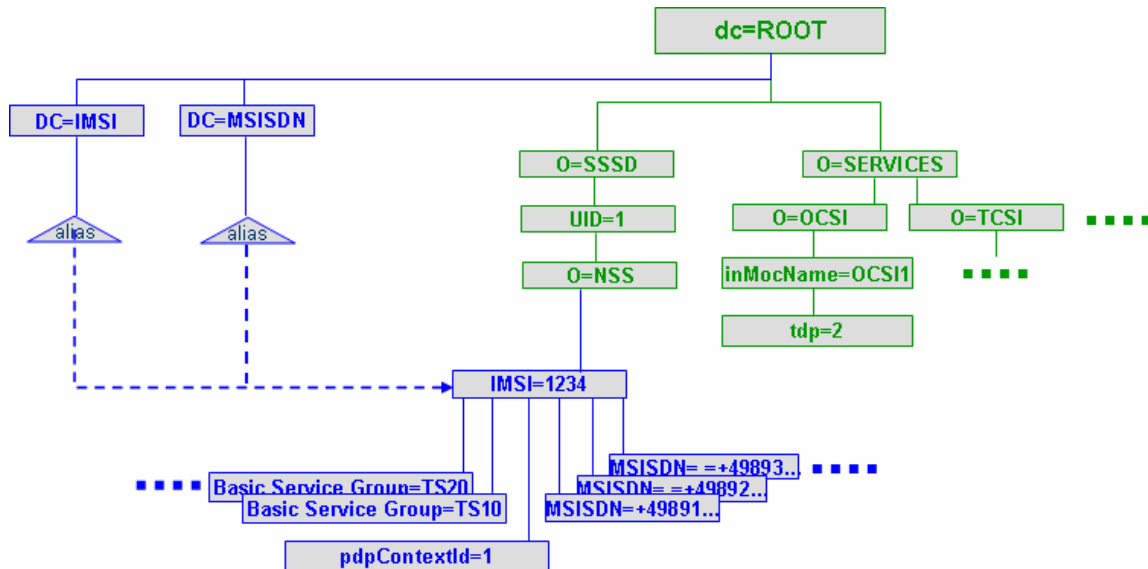 dc=ROOT
DC=IMSI
DC=MSISDN
O=SSSD
O=SERVICES
alias
alias
UID=1
O=OCSI
O=TCSI
O=NSS
inMocName=OCSI1
tdp=2
IMSI=1234
MSISDN= =+49893...
Basic Service Group=TS20
MSISDN= =+49892...
Basic Service Group=TS10
MSISDN=+49891...
pdpContextId=1